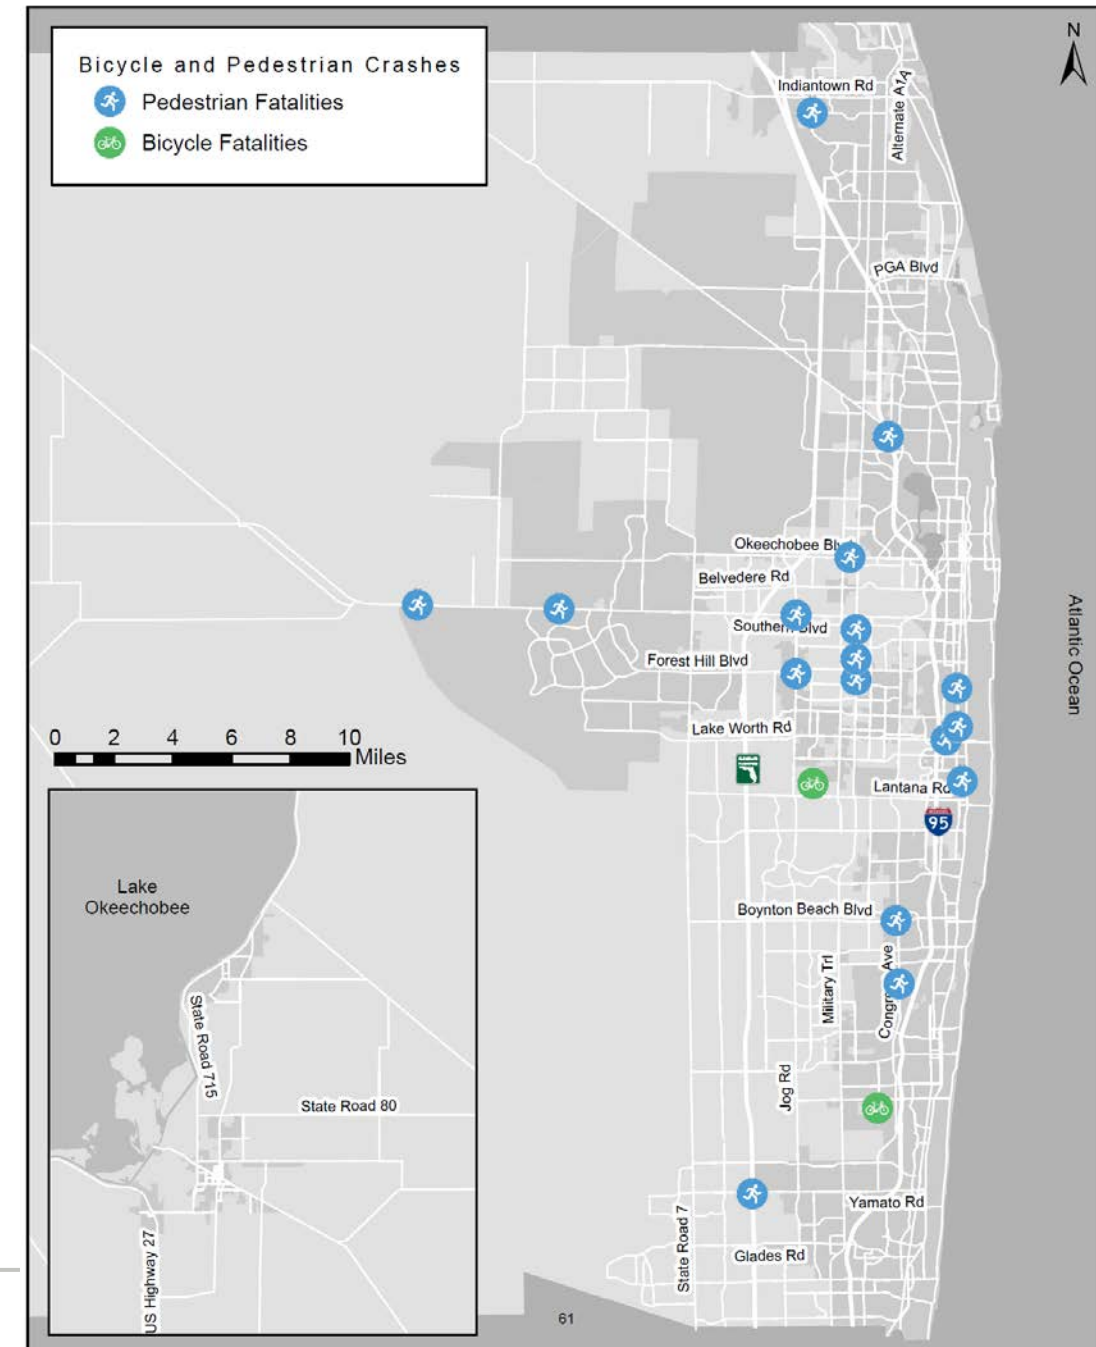 Bicycle and Pedestrian Crashes
Pedestrian Fatalities
Bicycle Fatalities
N
Indiantown Rd
Alternate A1A
PGA Blvd
Okeechobee Blv
Belvedere Rd
Southern Blvd
Forest Hill Blvd
Lake Worth Rd
Atlantic Ocean
0 2 4 6 8 10
Miles
Lantana Rd
95
Lake
Okeechobee
Boynton Beach Blvd
Military Trl
Congr Ave
Jog Rd
State Road 715
State Road 80
Yamato Rd
State Road 7
Glades Rd
US Highway 27
61